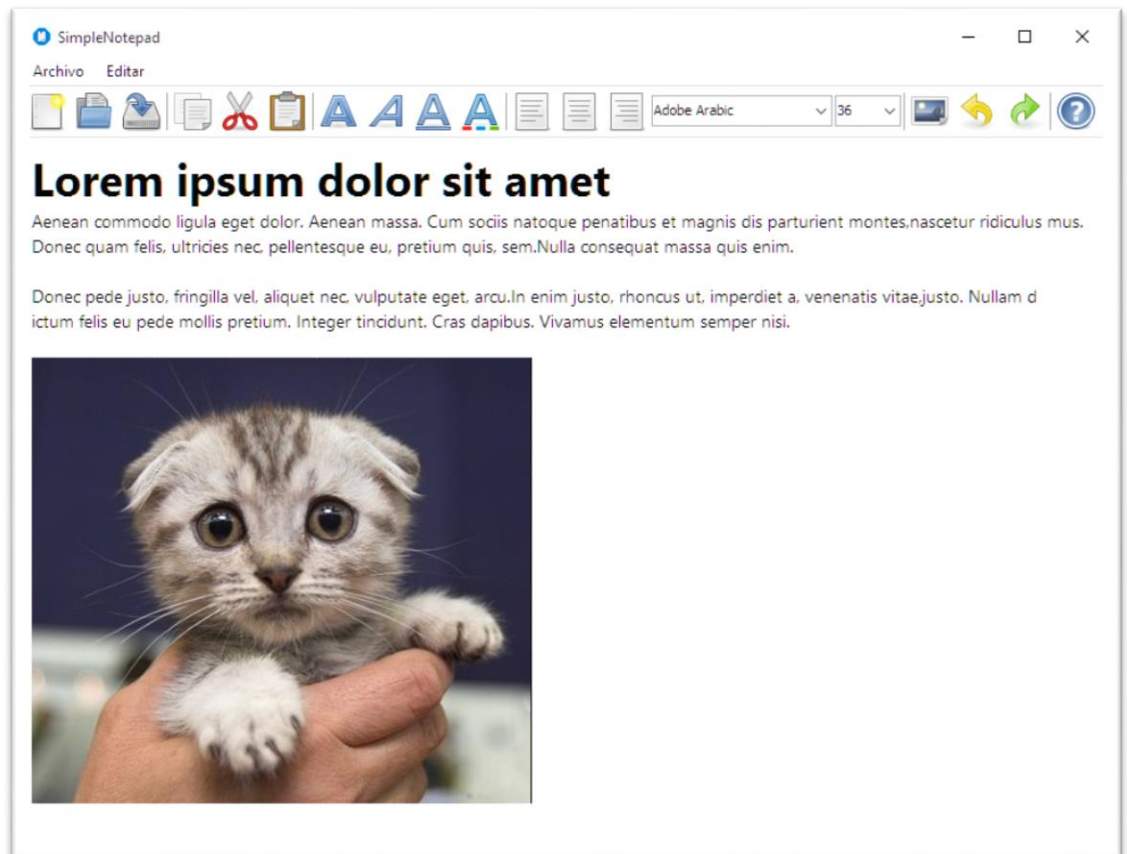 SimpleNotepad
Archivo Editar
Adobe Arabic 36
Lorem ipsum dolor sit amet
Aenean commodo ligula eget dolor. Aenean massa. Cum sociis natoque penatibus et magnis dis parturient montes,nascetur ridiculus mus.
Donec quam felis, ultricies nec, pellentesque eu, pretium quis, sem.Nulla consequat massa quis enim.
Donec pede justo, fringilla vel, aliquet nec, vulputate eget, arcu.In enim justo, rhoncus ut, imperdiet a, venenatis vitae,justo. Nullam d
ictum felis eu pede mollis pretium. Integer tincidunt. Cras dapibus. Vivamus elementum semper nisi.